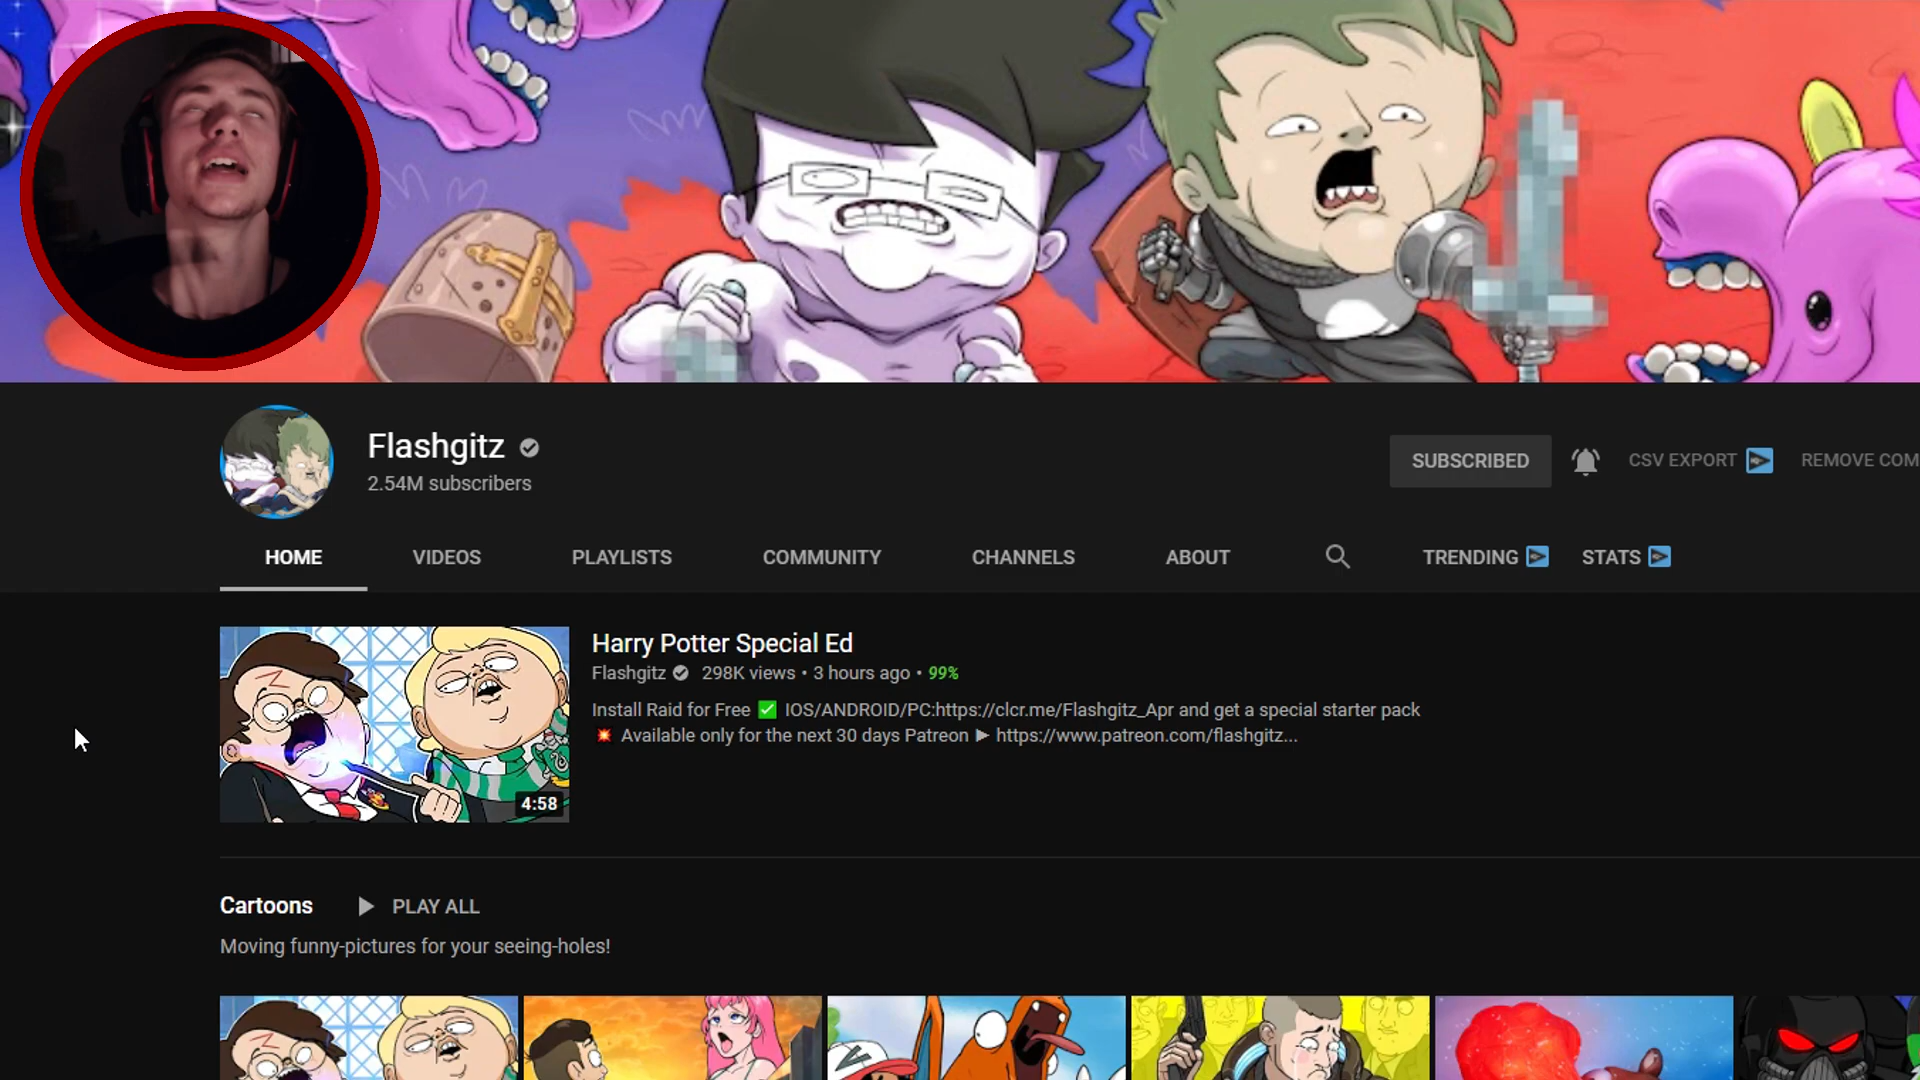 Flashgitz
2.54M subscribers
SUBSCRIBED
CSV EXPORT
REMOVE COM
HOME
VIDEOS
PLAYLISTS
COMMUNITY
CHANNELS
ABOUT
TRENDING
STATS
Harry Potter Special Ed
Flashgitz 298K views • 3 hours ago • 99%
Install Raid for Free ✅ IOS/ANDROID/PC:https://clcr.me/Flashgitz_Apr and get a special starter pack
💥 Available only for the next 30 days Patreon ► https://www.patreon.com/flashgitz...
4:58
Cartoons
PLAY ALL
Moving funny-pictures for your seeing-holes!